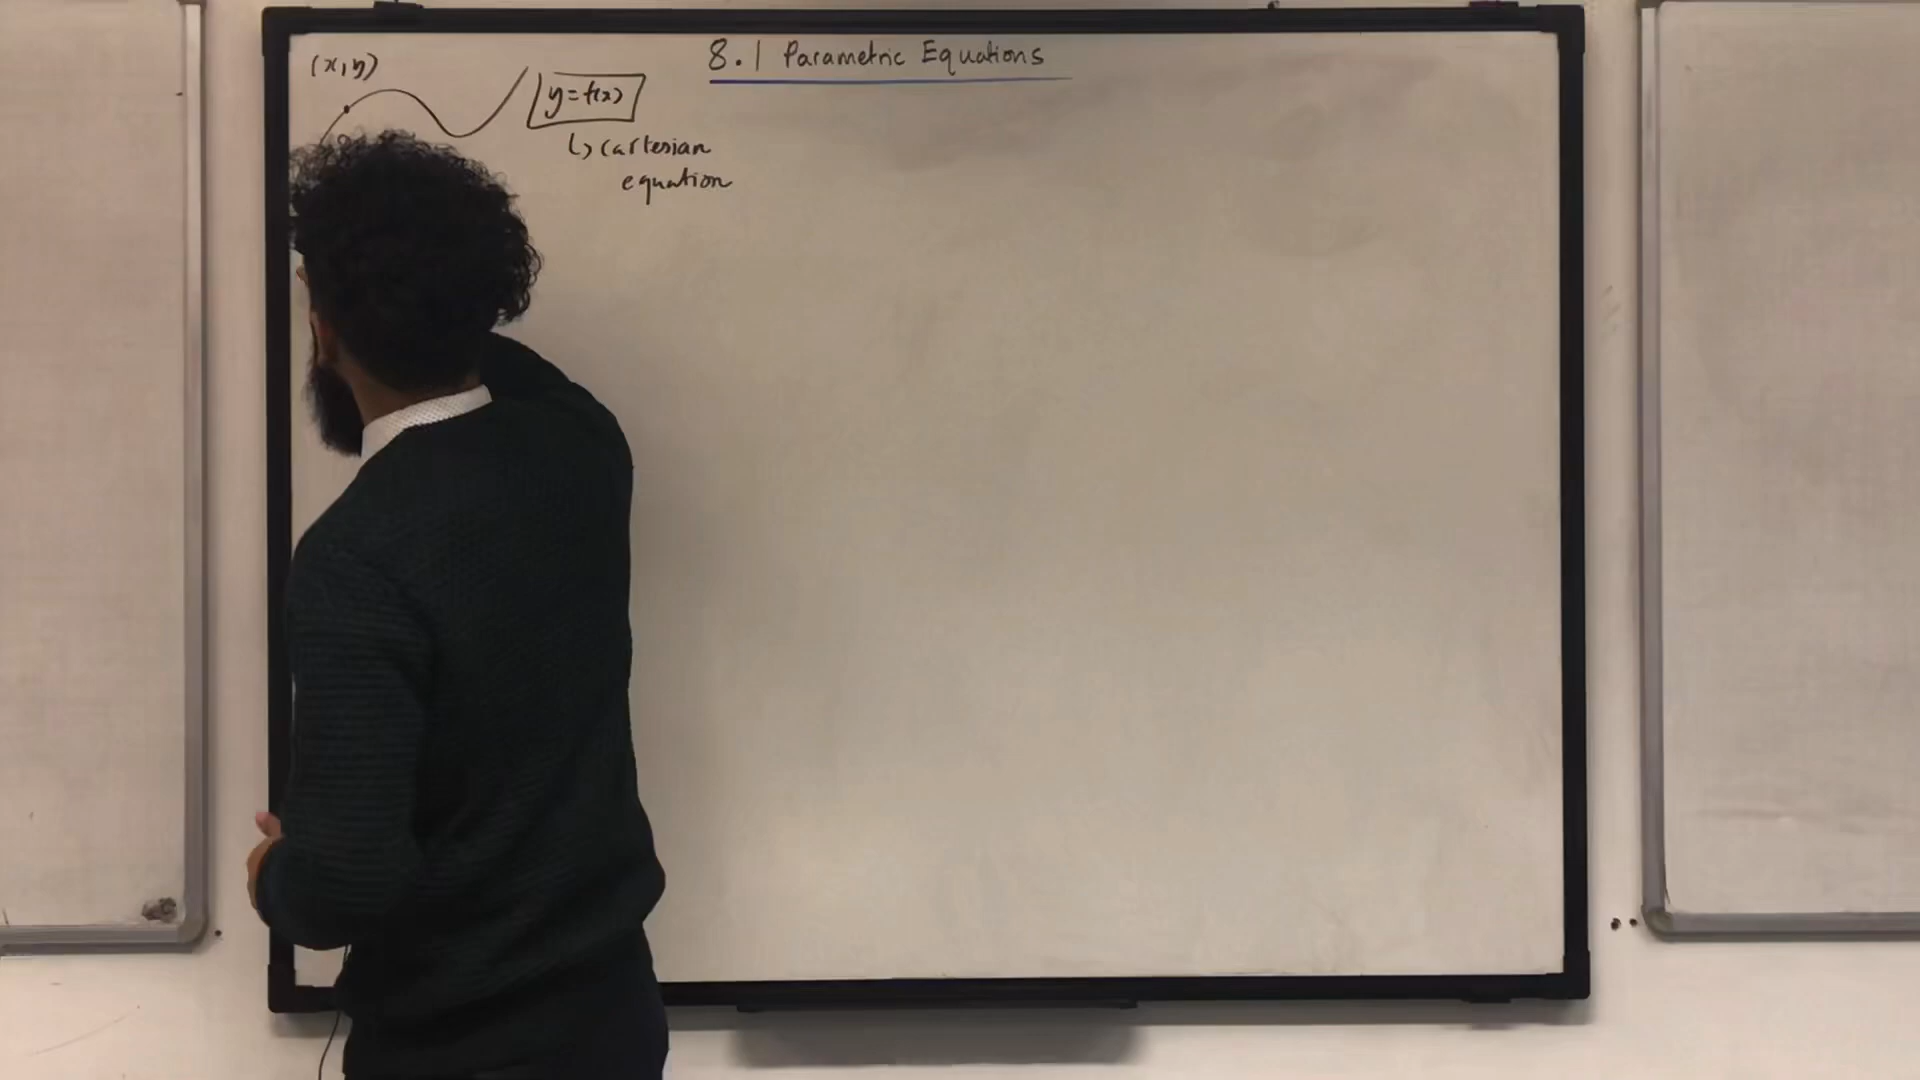 8.1 Parametric Equations
(x,y)
y=f(x)
↳ cartesian
equation